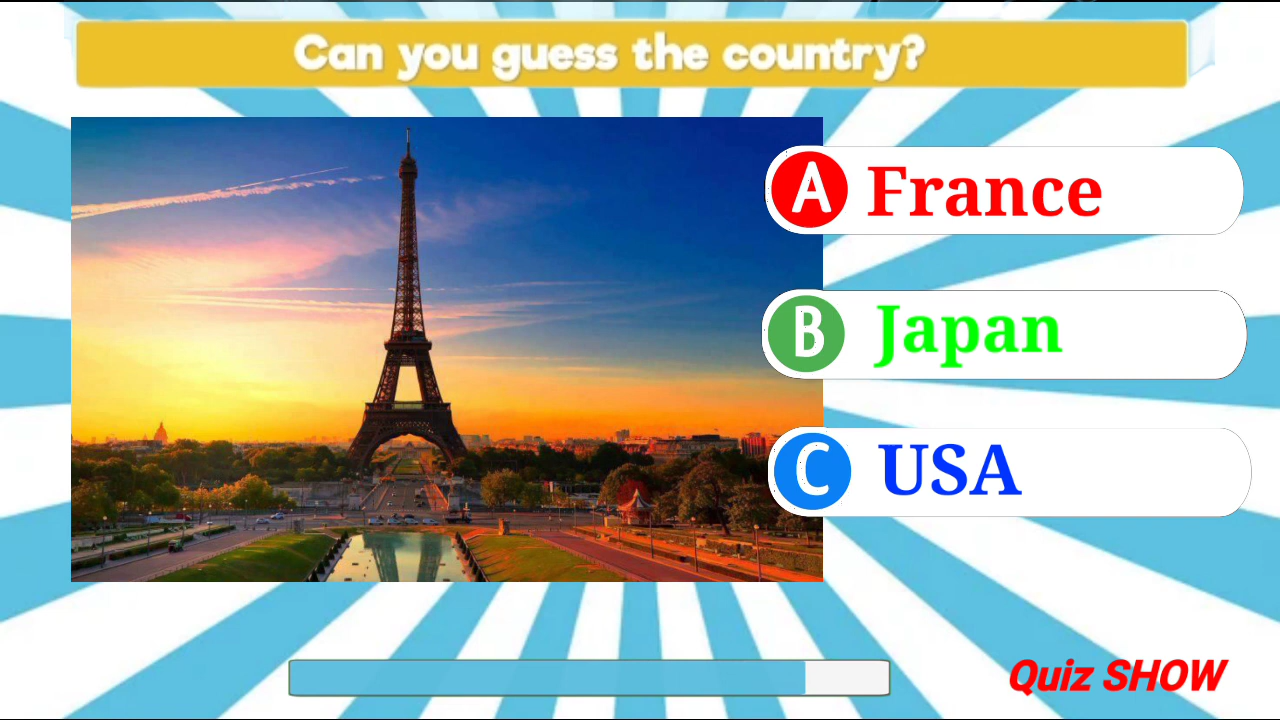 Can you guess the country?
A France
B Japan
C USA
Quiz SHOW